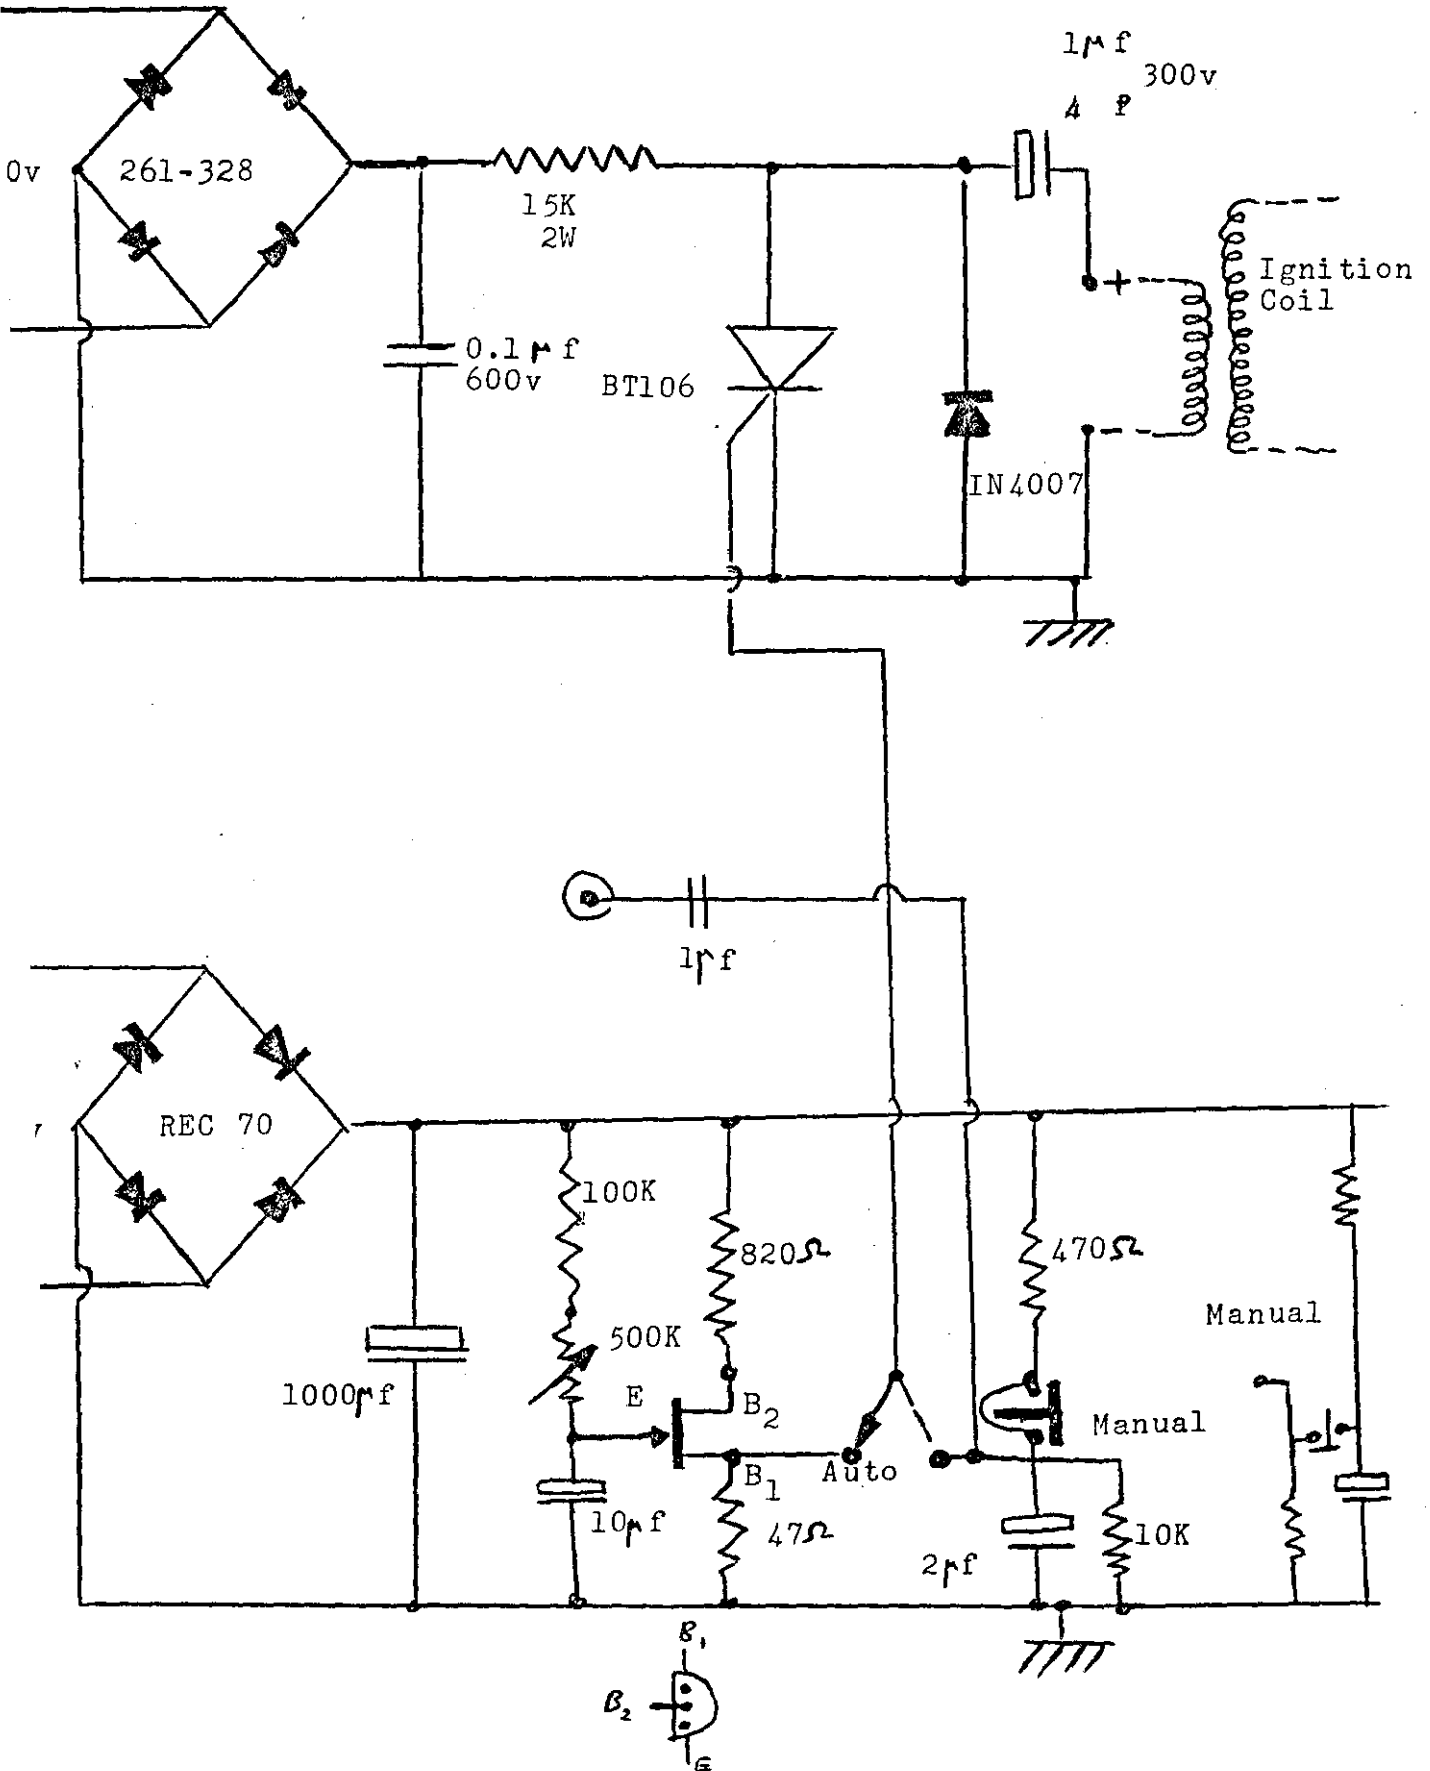 1μf
300v
4 f
0v
261-328
15K
2W
Ignition
Coil
0.1μf
600v
BT106
IN4007
1μf
REC 70
100K
820Ω
470Ω
500K
Manual
1000μf
E
B2
Manual
B1
Auto
10μf
47Ω
2μf
10K
B1
B2
E